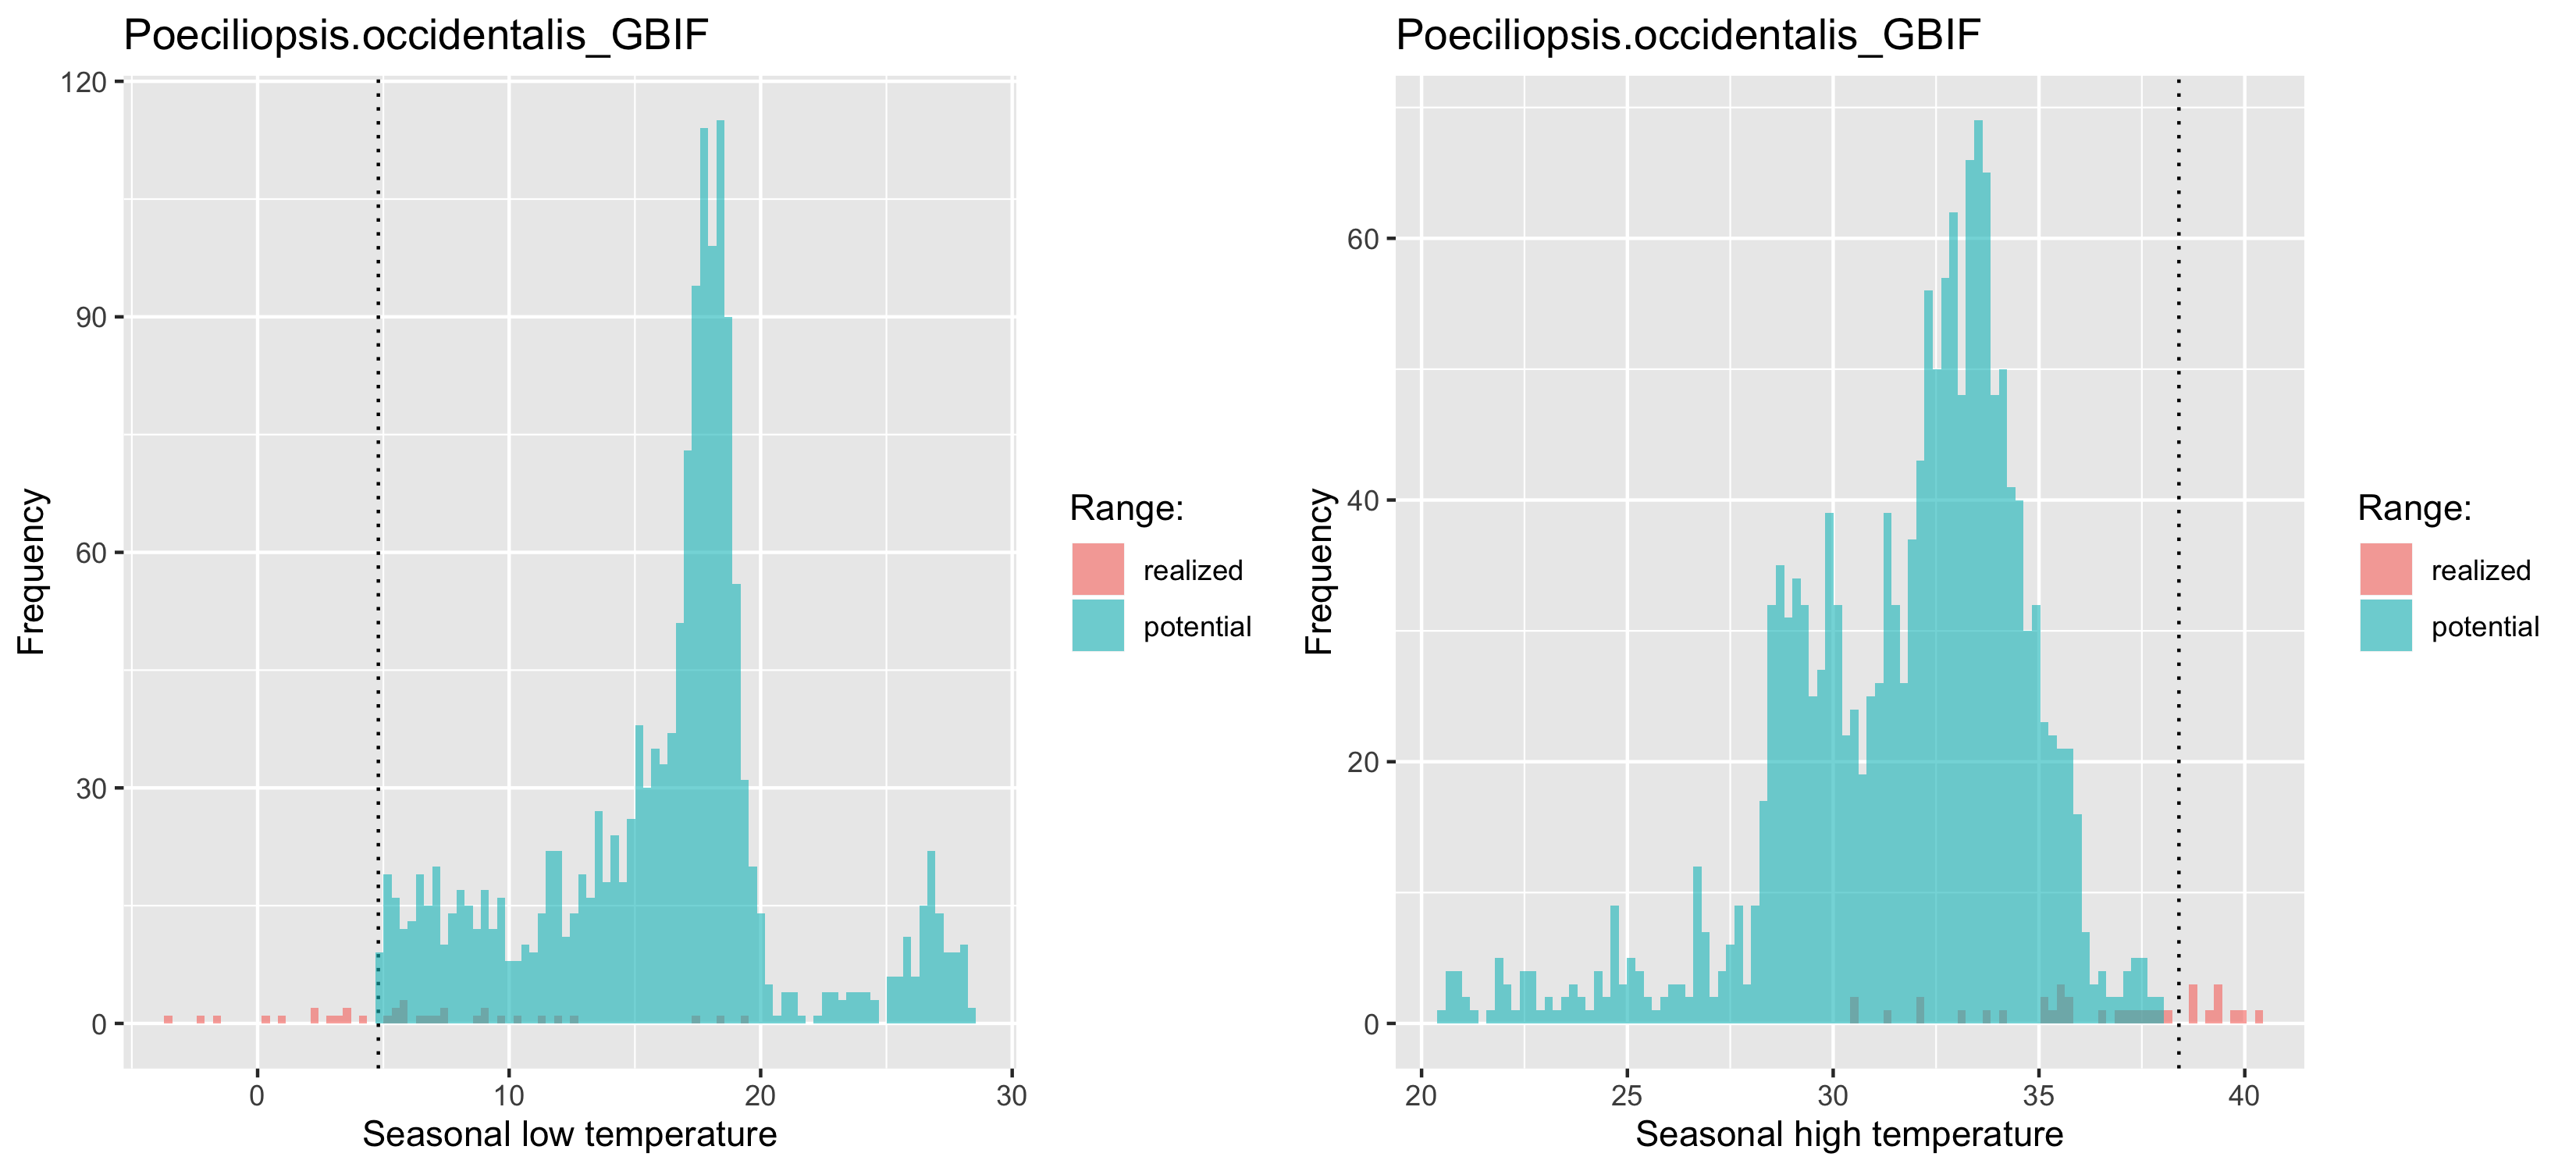 Poeciliopsis.occidentalis_GBIF
120
90
60
30
0
Frequency
0 10 20 30
Seasonal low temperature
Range:
realized
potential
Poeciliopsis.occidentalis_GBIF
60
40
20
0
Frequency
20 25 30 35 40
Seasonal high temperature
Range:
realized
potential